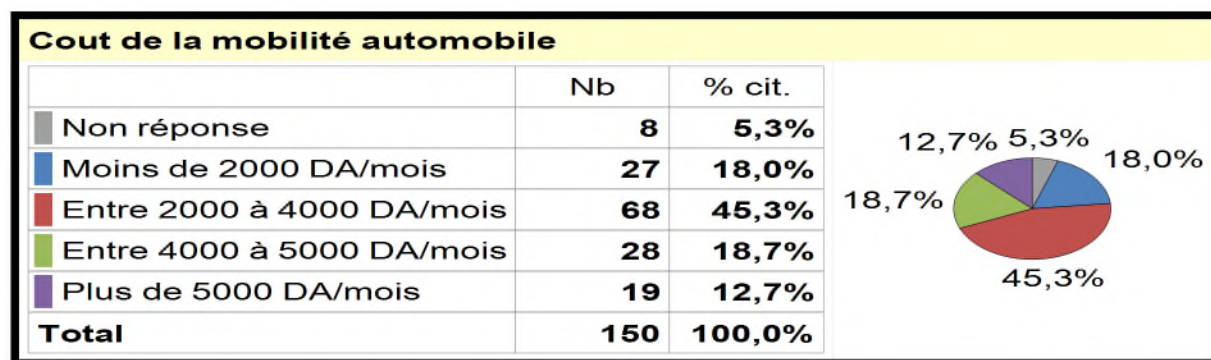 Cout de la mobilité automobile
Nb % cit.
Non réponse 8 5,3%
Moins de 2000 DA/mois 27 18,0%
Entre 2000 à 4000 DA/mois 68 45,3%
Entre 4000 à 5000 DA/mois 28 18,7%
Plus de 5000 DA/mois 19 12,7%
Total 150 100,0%
12,7% 5,3%
18,0%
18,7%
45,3%